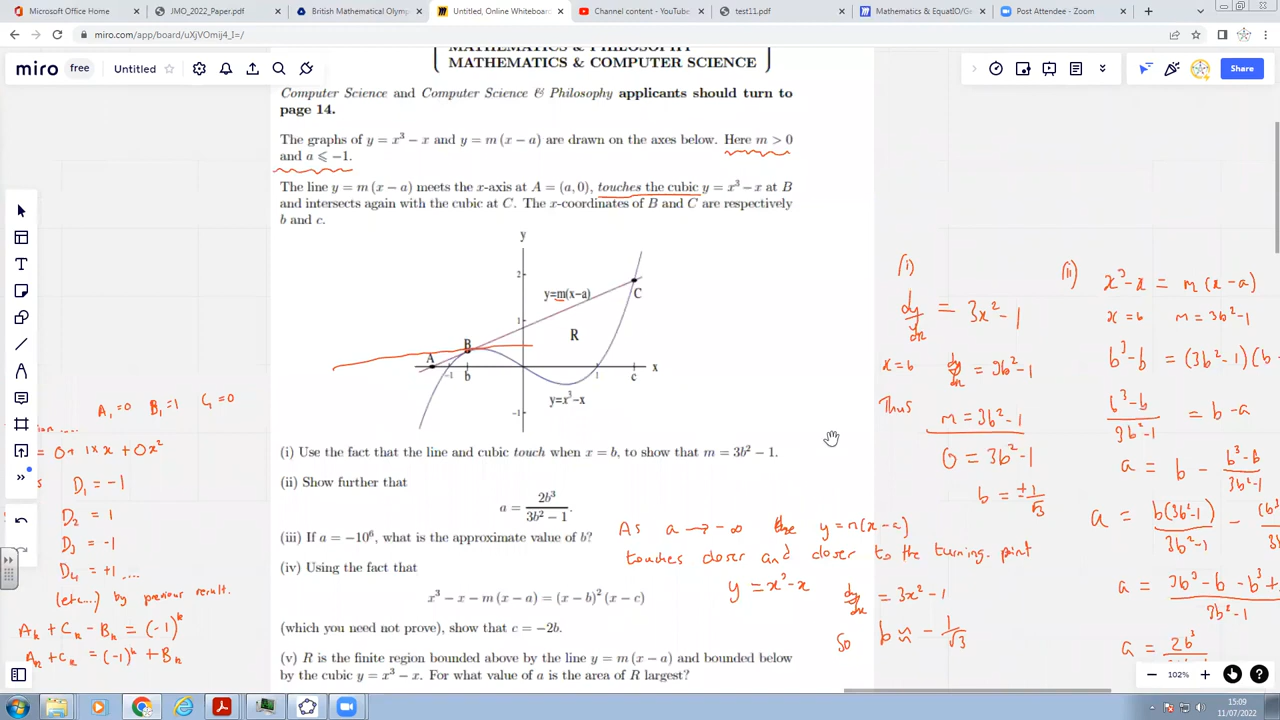 Microsoft Office Home
JMO_2022_Paper.pdf
British Mathematical Olymp
Untitled, Online Whiteboard
Channel content - YouTube
test11.pdf
Mathematics & EquatIO/Ge
Post Attendee - Zoom
miro.com/app/board/uXjVOmij4_I=/
miro
free
Untitled
Share
MATHEMATICS & PHILOSOPHY
MATHEMATICS & COMPUTER SCIENCE
Computer Science and Computer Science & Philosophy applicants should turn to
page 14.
The graphs of y = x³ − x and y = m (x − a) are drawn on the axes below. Here m > 0
and a ⩽ −1.
The line y = m (x − a) meets the x-axis at A = (a, 0), touches the cubic y = x³ − x at B
and intersects again with the cubic at C. The x-coordinates of B and C are respectively
b and c.
y
2
y=m(x−a)
C
1
R
B
A
−1
b
1
c
x
y=x³−x
−1
(i) Use the fact that the line and cubic touch when x = b, to show that m = 3b² − 1.
(ii) Show further that
a = 2b³ / 3b² − 1 .
(iii) If a = −10⁶, what is the approximate value of b?
(iv) Using the fact that
x³ − x − m (x − a) = (x − b)² (x − c)
(which you need not prove), show that c = −2b.
(v) R is the finite region bounded above by the line y = m (x − a) and bounded below
by the cubic y = x³ − x. For what value of a is the area of R largest?
A₁=0 B₁=1 C₁=0
= 0 + 1×x + 0x²
D₁ = −1
D₂ = 1
D₃ = −1
D₄ = +1 ....
(etc...) by previous result.
Aₖ + Cₖ − Bₖ = (−1)ᵏ
Aₖ + Cₖ = (−1)ᵏ + Bₖ
(i)
dy/dx = 3x² − 1
x = b dy/dx = 3b² − 1
Thus
m = 3b² − 1
0 = 3b² − 1
b = ± 1/√3
As a → −∞ the y = m(x−a)
touches closer and closer to the turning point
y = x³ − x
dy/dx = 3x² − 1
So b ≈ − 1/√3
(ii)
x³ − x = m (x − a)
x = b m = 3b² − 1
b³ − b = (3b² − 1)(b
b³ − b / 3b² − 1 = b − a
a = b − b³ − b / 3b² − 1
a = b(3b² − 1) / 3b² − 1 − (b³
a = 3b³ − b − b³ + / 3b² − 1
a = 2b³
102%
15:09
11/07/2022